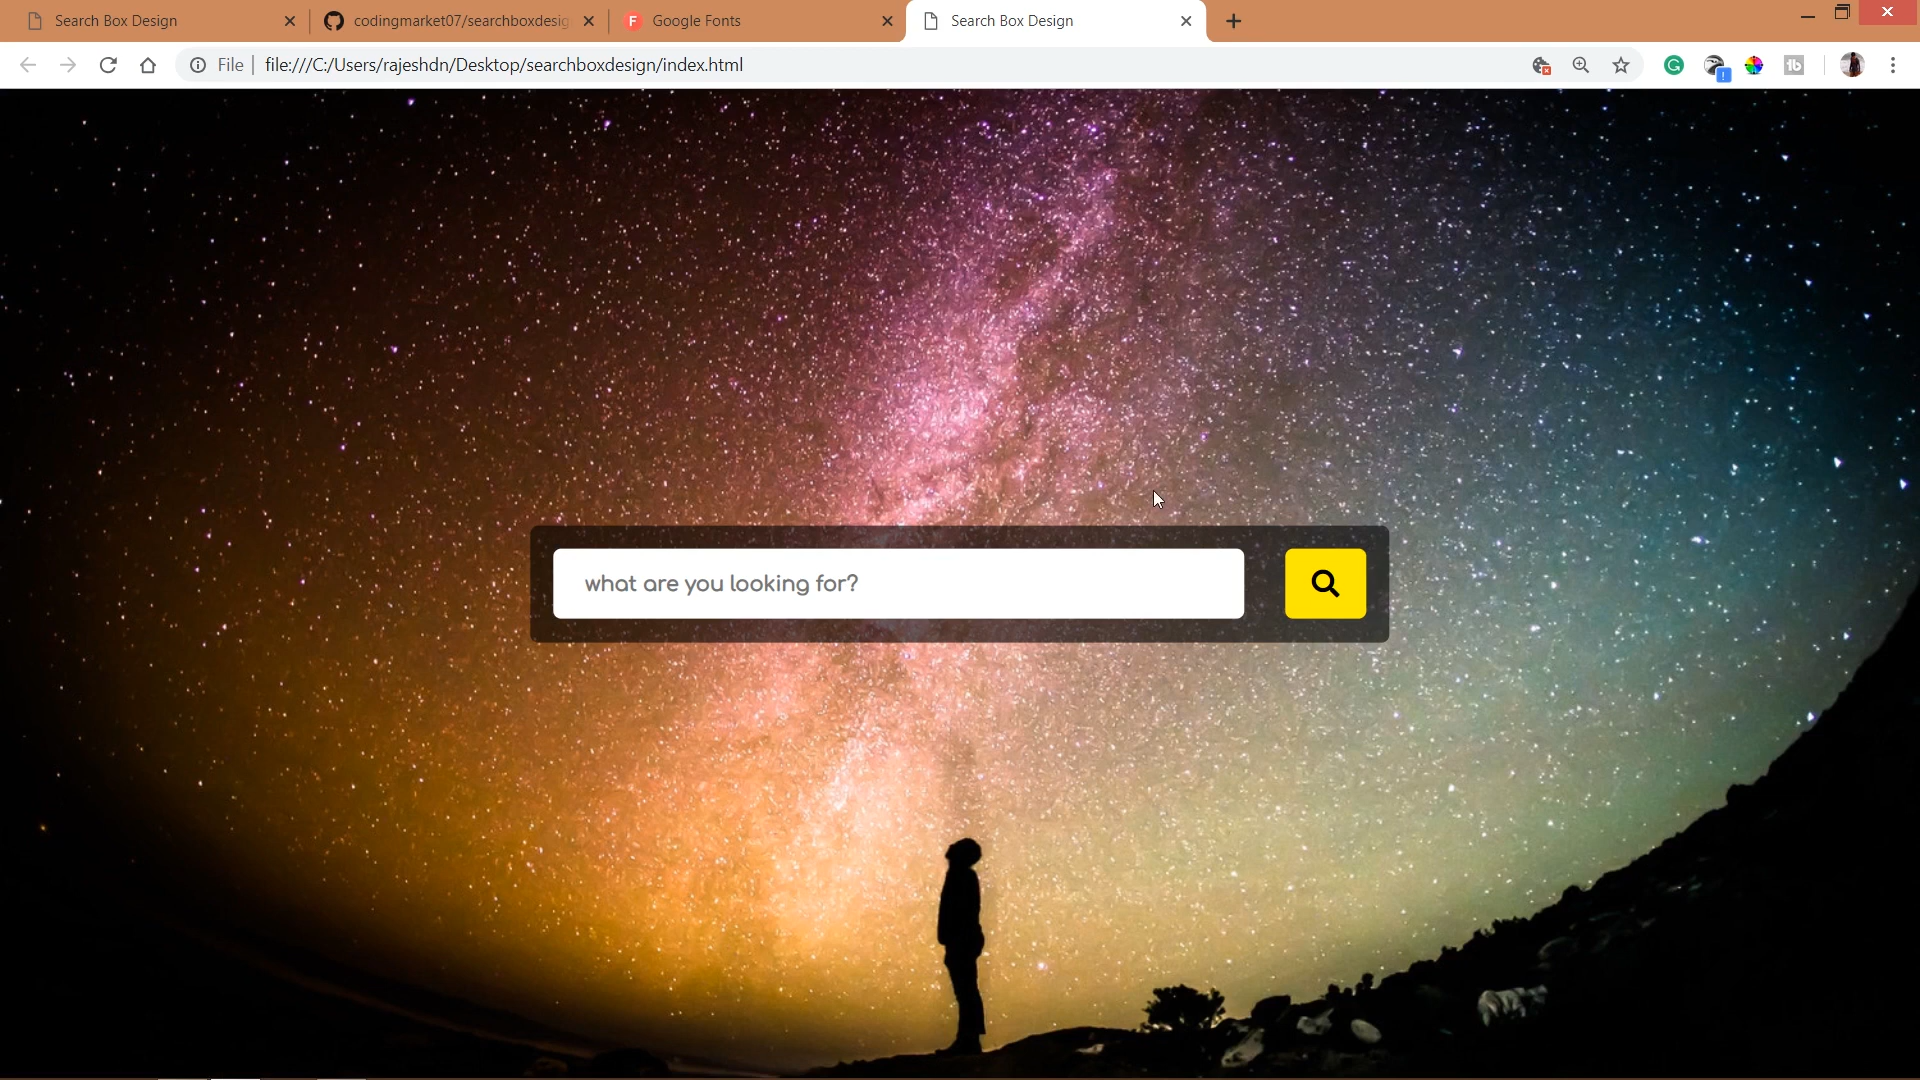 Search Box Design
codingmarket07/searchboxdesig
F Google Fonts
Search Box Design
File
file:///C:/Users/rajeshdn/Desktop/searchboxdesign/index.html
G
!
tb
what are you looking for?